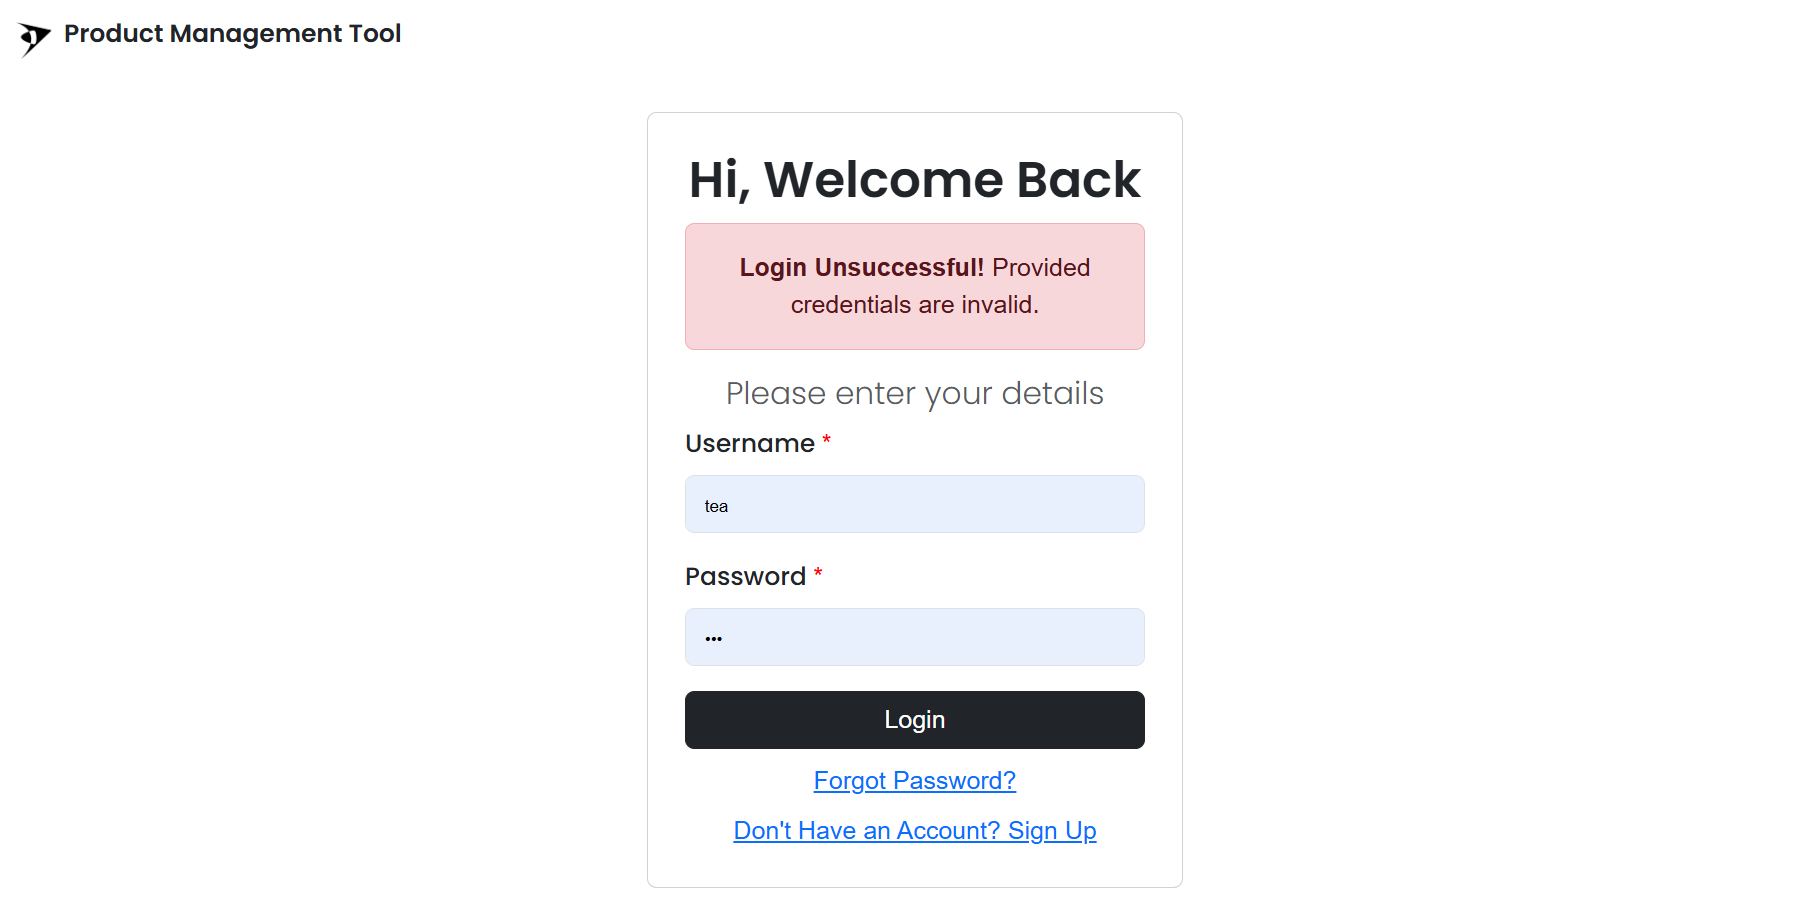 Product Management Tool
Hi, Welcome Back
Login Unsuccessful! Provided
credentials are invalid.
Please enter your details
Username *
tea
Password *
•••
Login
Forgot Password?
Don't Have an Account? Sign Up